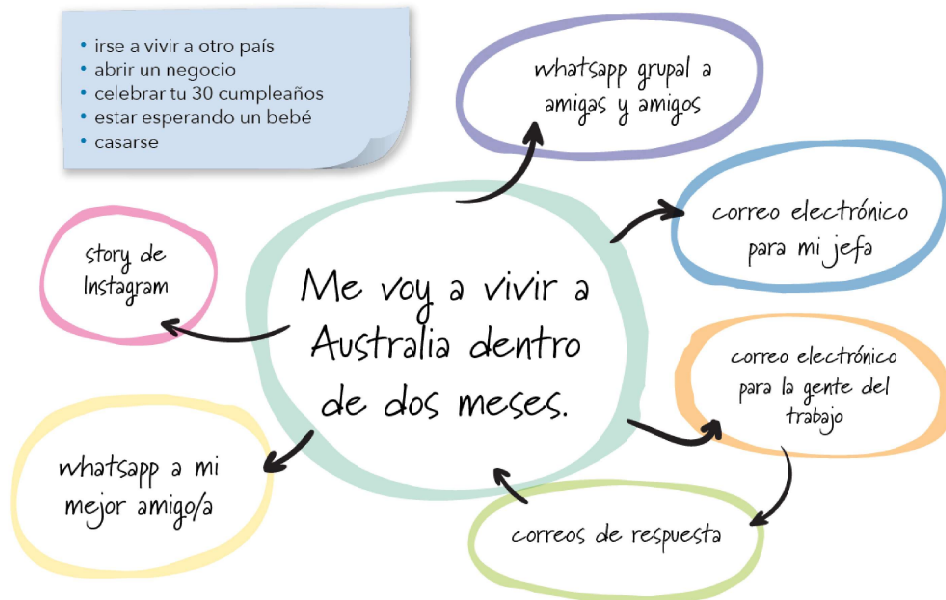 • irse a vivir a otro país
• abrir un negocio
• celebrar tu 30 cumpleaños
• estar esperando un bebé
• casarse
whatsapp grupal a
amigas y amigos
correo electrónico
para mi jefa
story de
Instagram
Me voy a vivir a
Australia dentro
de dos meses.
correo electrónico
para la gente del
trabajo
whatsapp a mi
mejor amigo/a
correos de respuesta